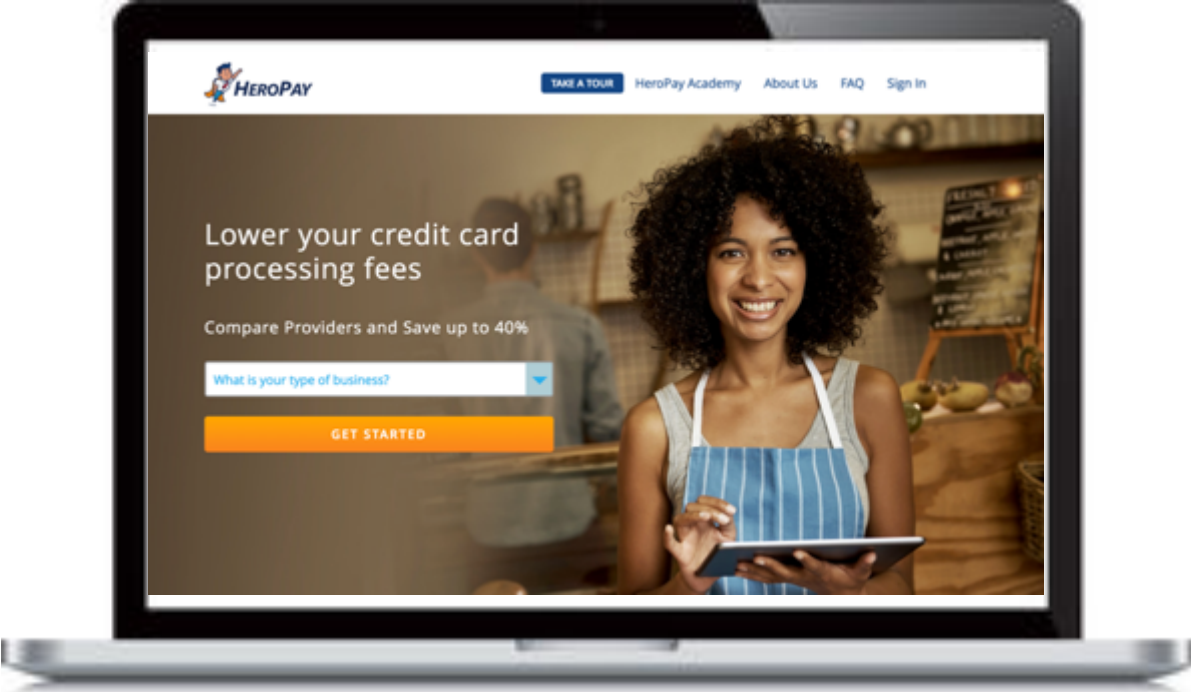 HEROPAY
TAKE A TOUR
HeroPay Academy
About Us
FAQ
Sign In
Lower your credit card
processing fees
Compare Providers and Save up to 40%
What is your type of business?
GET STARTED